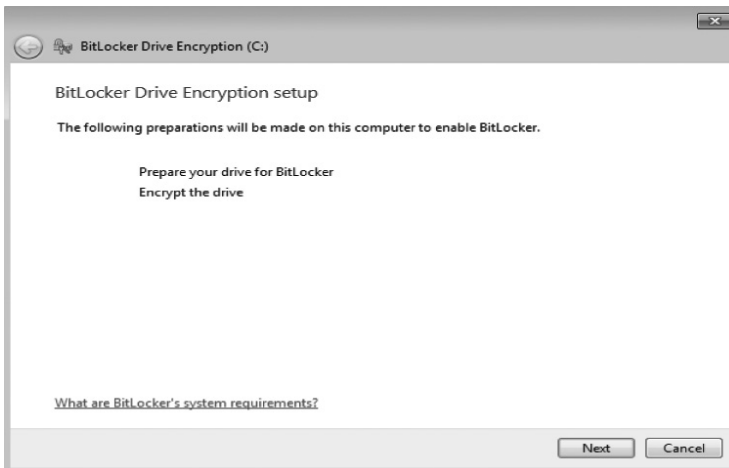 BitLocker Drive Encryption (C:)
BitLocker Drive Encryption setup
The following preparations will be made on this computer to enable BitLocker.
Prepare your drive for BitLocker
Encrypt the drive
What are BitLocker's system requirements?
Next Cancel